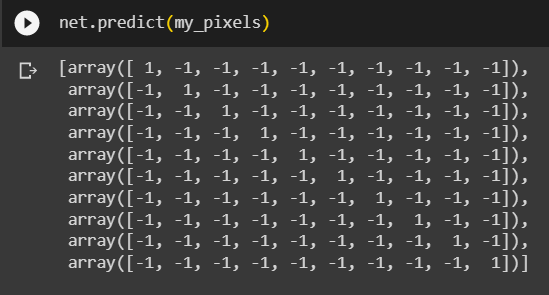 net.predict(my_pixels)
[array([ 1, -1, -1, -1, -1, -1, -1, -1, -1, -1]),
 array([-1,  1, -1, -1, -1, -1, -1, -1, -1, -1]),
 array([-1, -1,  1, -1, -1, -1, -1, -1, -1, -1]),
 array([-1, -1, -1,  1, -1, -1, -1, -1, -1, -1]),
 array([-1, -1, -1, -1,  1, -1, -1, -1, -1, -1]),
 array([-1, -1, -1, -1, -1,  1, -1, -1, -1, -1]),
 array([-1, -1, -1, -1, -1, -1,  1, -1, -1, -1]),
 array([-1, -1, -1, -1, -1, -1, -1,  1, -1, -1]),
 array([-1, -1, -1, -1, -1, -1, -1, -1,  1, -1]),
 array([-1, -1, -1, -1, -1, -1, -1, -1, -1,  1])]